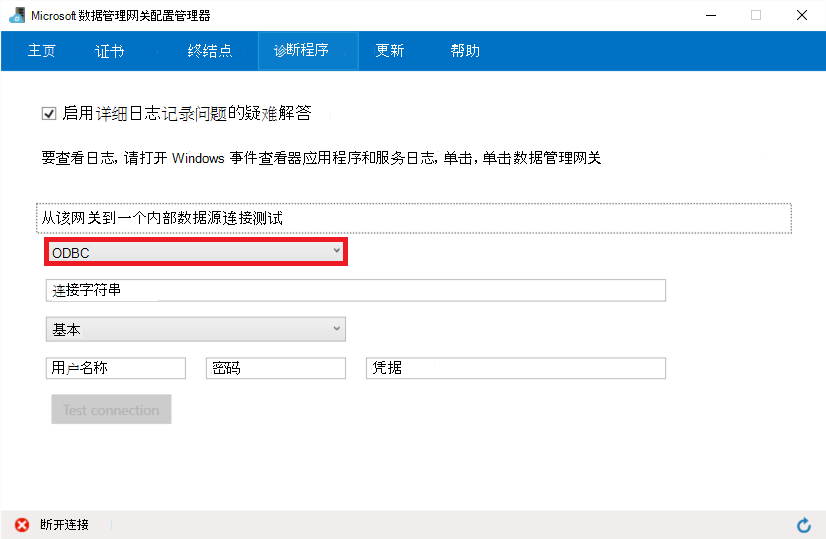 Microsoft 数据管理网关配置管理器
主页 证书 终结点 诊断程序 更新 帮助
启用详细日志记录问题的疑难解答
要查看日志, 请打开 Windows 事件查看器应用程序和服务日志, 单击, 单击数据管理网关
从该网关到一个内部数据源连接测试
ODBC
连接字符串
基本
用户名称 密码 凭据
Test connection
断开连接